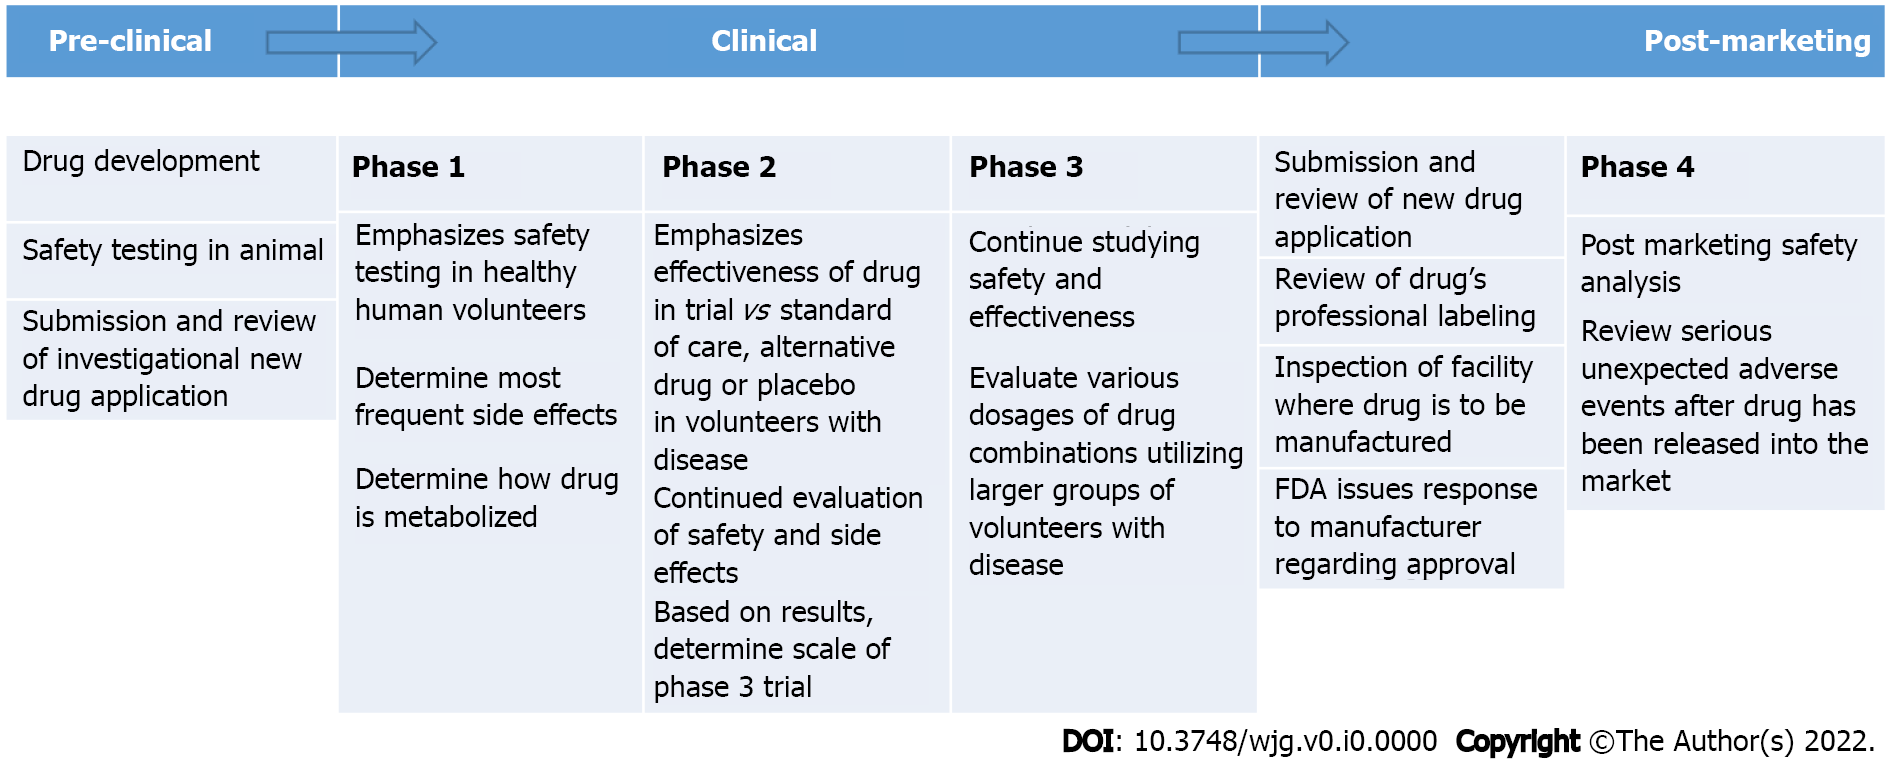 Pre-clinical
Clinical
Post-marketing
Drug development
Safety testing in animal
Submission and review
of investigational new
drug application
Phase 1
Emphasizes safety
testing in healthy
human volunteers
Determine most
frequent side effects
Determine how drug
is metabolized
Phase 2
Emphasizes
effectiveness of drug
in trial vs standard
of care, alternative
drug or placebo
in volunteers with
disease
Continued evaluation
of safety and side
effects
Based on results,
determine scale of
phase 3 trial
Phase 3
Continue studying
safety and
effectiveness
Evaluate various
dosages of drug
combinations utilizing
larger groups of
volunteers with
disease
Submission and
review of new drug
application
Review of drug’s
professional labeling
Inspection of facility
where drug is to be
manufactured
FDA issues response
to manufacturer
regarding approval
Phase 4
Post marketing safety
analysis
Review serious
unexpected adverse
events after drug has
been released into the
market
DOI: 10.3748/wjg.v0.i0.0000 Copyright ©The Author(s) 2022.